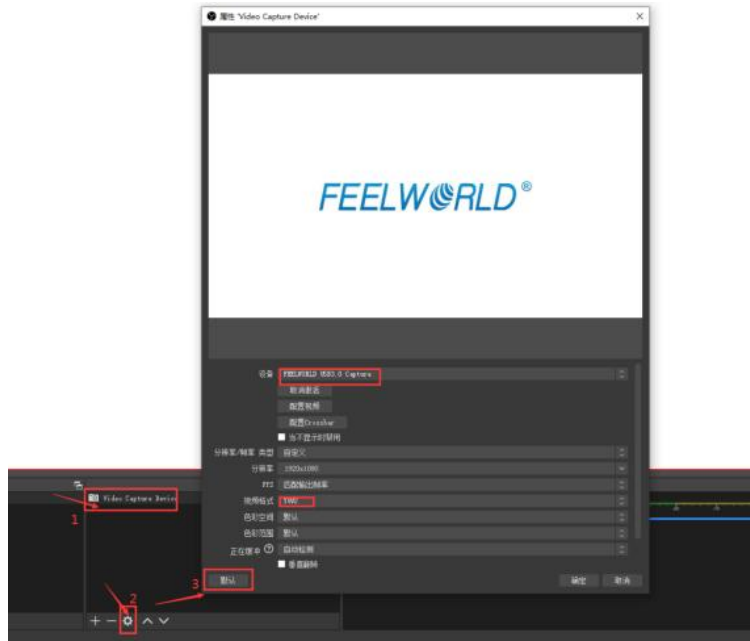 属性 'Video Capture Device'
FEELWORLD®
设备 FEELWORLD USB3.0 Capture
取消激活
配置视频
配置Crossbar
当不显示时禁用
分辨率/帧率 类型 自定义
分辨率 1920x1080
FPS 匹配输出帧率
视频格式
色彩空间 默认
色彩范围 默认
正在缓冲 自动检测
垂直翻转
默认 确定 取消
Video Capture Device
1
2
3